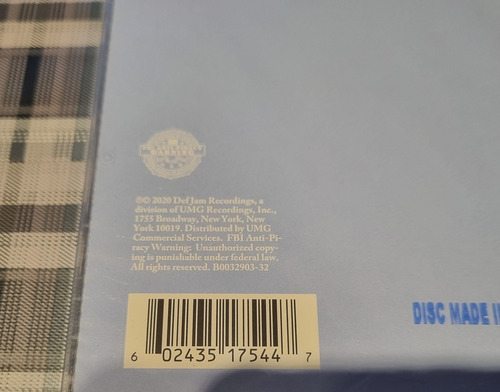 ℗© 2020 Def Jam Recordings, a
division of UMG Recordings, Inc.,
1755 Broadway, New York, New
York 10019. Distributed by UMG
Commercial Services. FBI Anti-Pi-
racy Warning: Unauthorized copy-
ing is punishable under federal law.
All rights reserved. B0032903-32
DISC MADE I
6 02435 17544 7